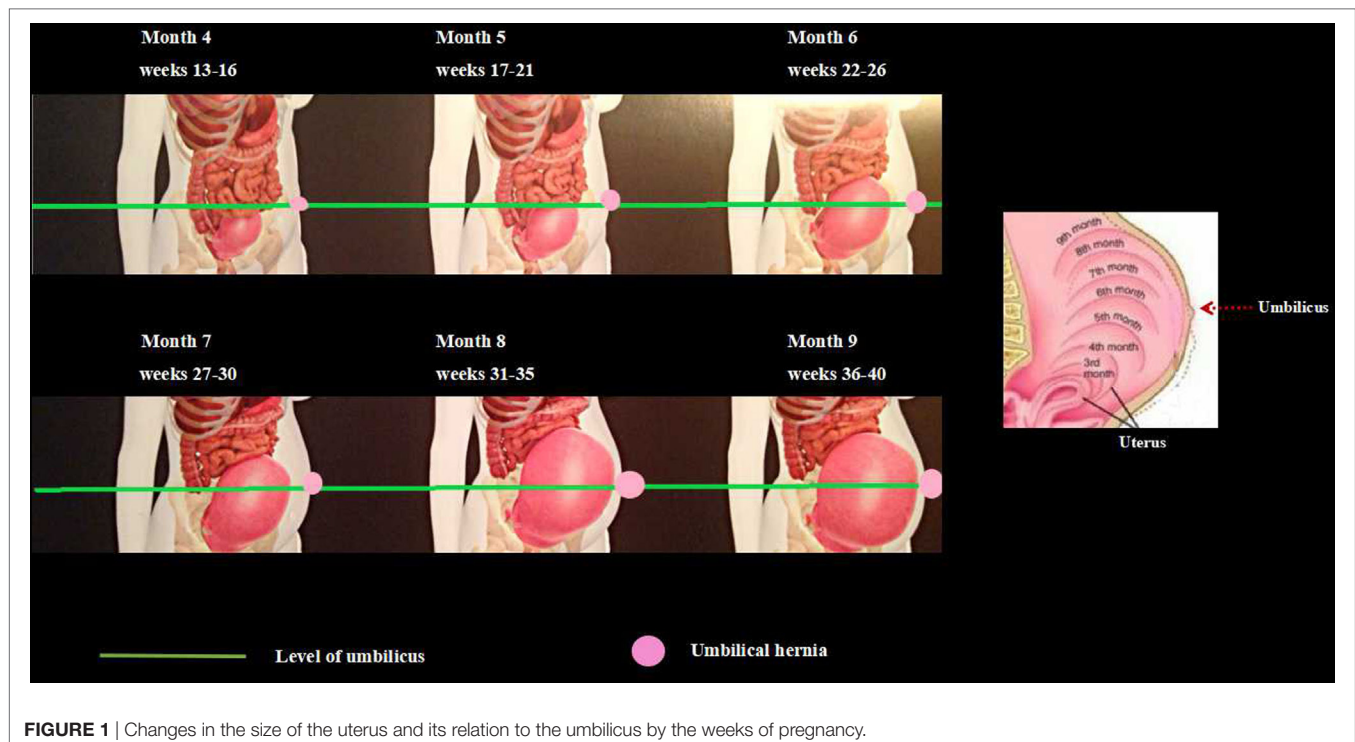 Month 4
weeks 13-16
Month 5
weeks 17-21
Month 6
weeks 22-26
Month 7
weeks 27-30
Month 8
weeks 31-35
Month 9
weeks 36-40
9th month
8th month
7th month
6th month
5th month
4th month
3rd
month
Umbilicus
Uterus
Level of umbilicus
Umbilical hernia
FIGURE 1 | Changes in the size of the uterus and its relation to the umbilicus by the weeks of pregnancy.